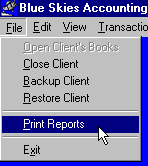 Blue Skies Accounting
File Edit View Transactio
Open Client's Books
Close Client
Backup Client
Restore Client
Print Reports
Exit